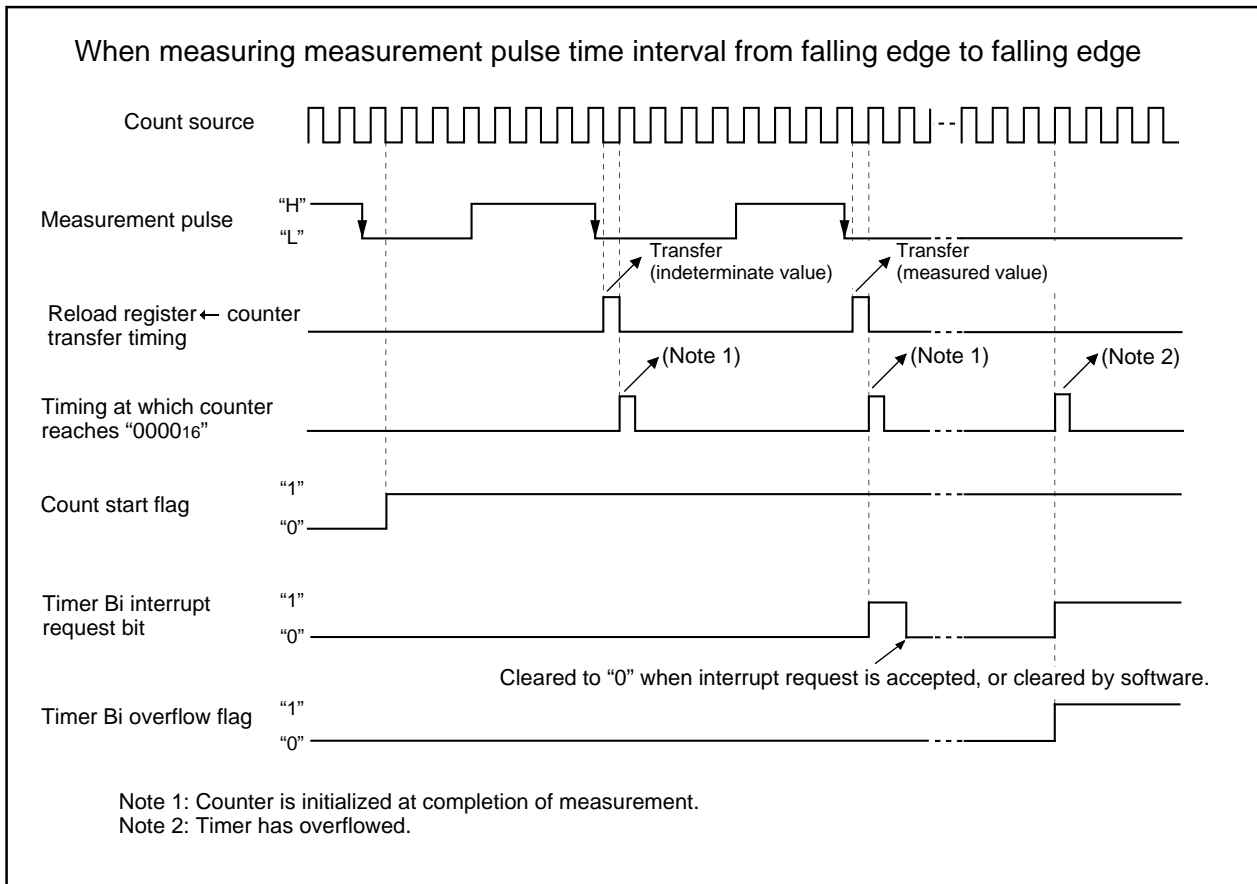 When measuring measurement pulse time interval from falling edge to falling edge
Count source
Measurement pulse
“H”
“L”
Transfer
(indeterminate value)
Transfer
(measured value)
Reload register ← counter
transfer timing
(Note 1)
(Note 1)
(Note 2)
Timing at which counter
reaches “000016”
Count start flag
“1”
“0”
Timer Bi interrupt
request bit
“1”
“0”
Cleared to “0” when interrupt request is accepted, or cleared by software.
Timer Bi overflow flag
“1”
“0”
Note 1: Counter is initialized at completion of measurement.
Note 2: Timer has overflowed.